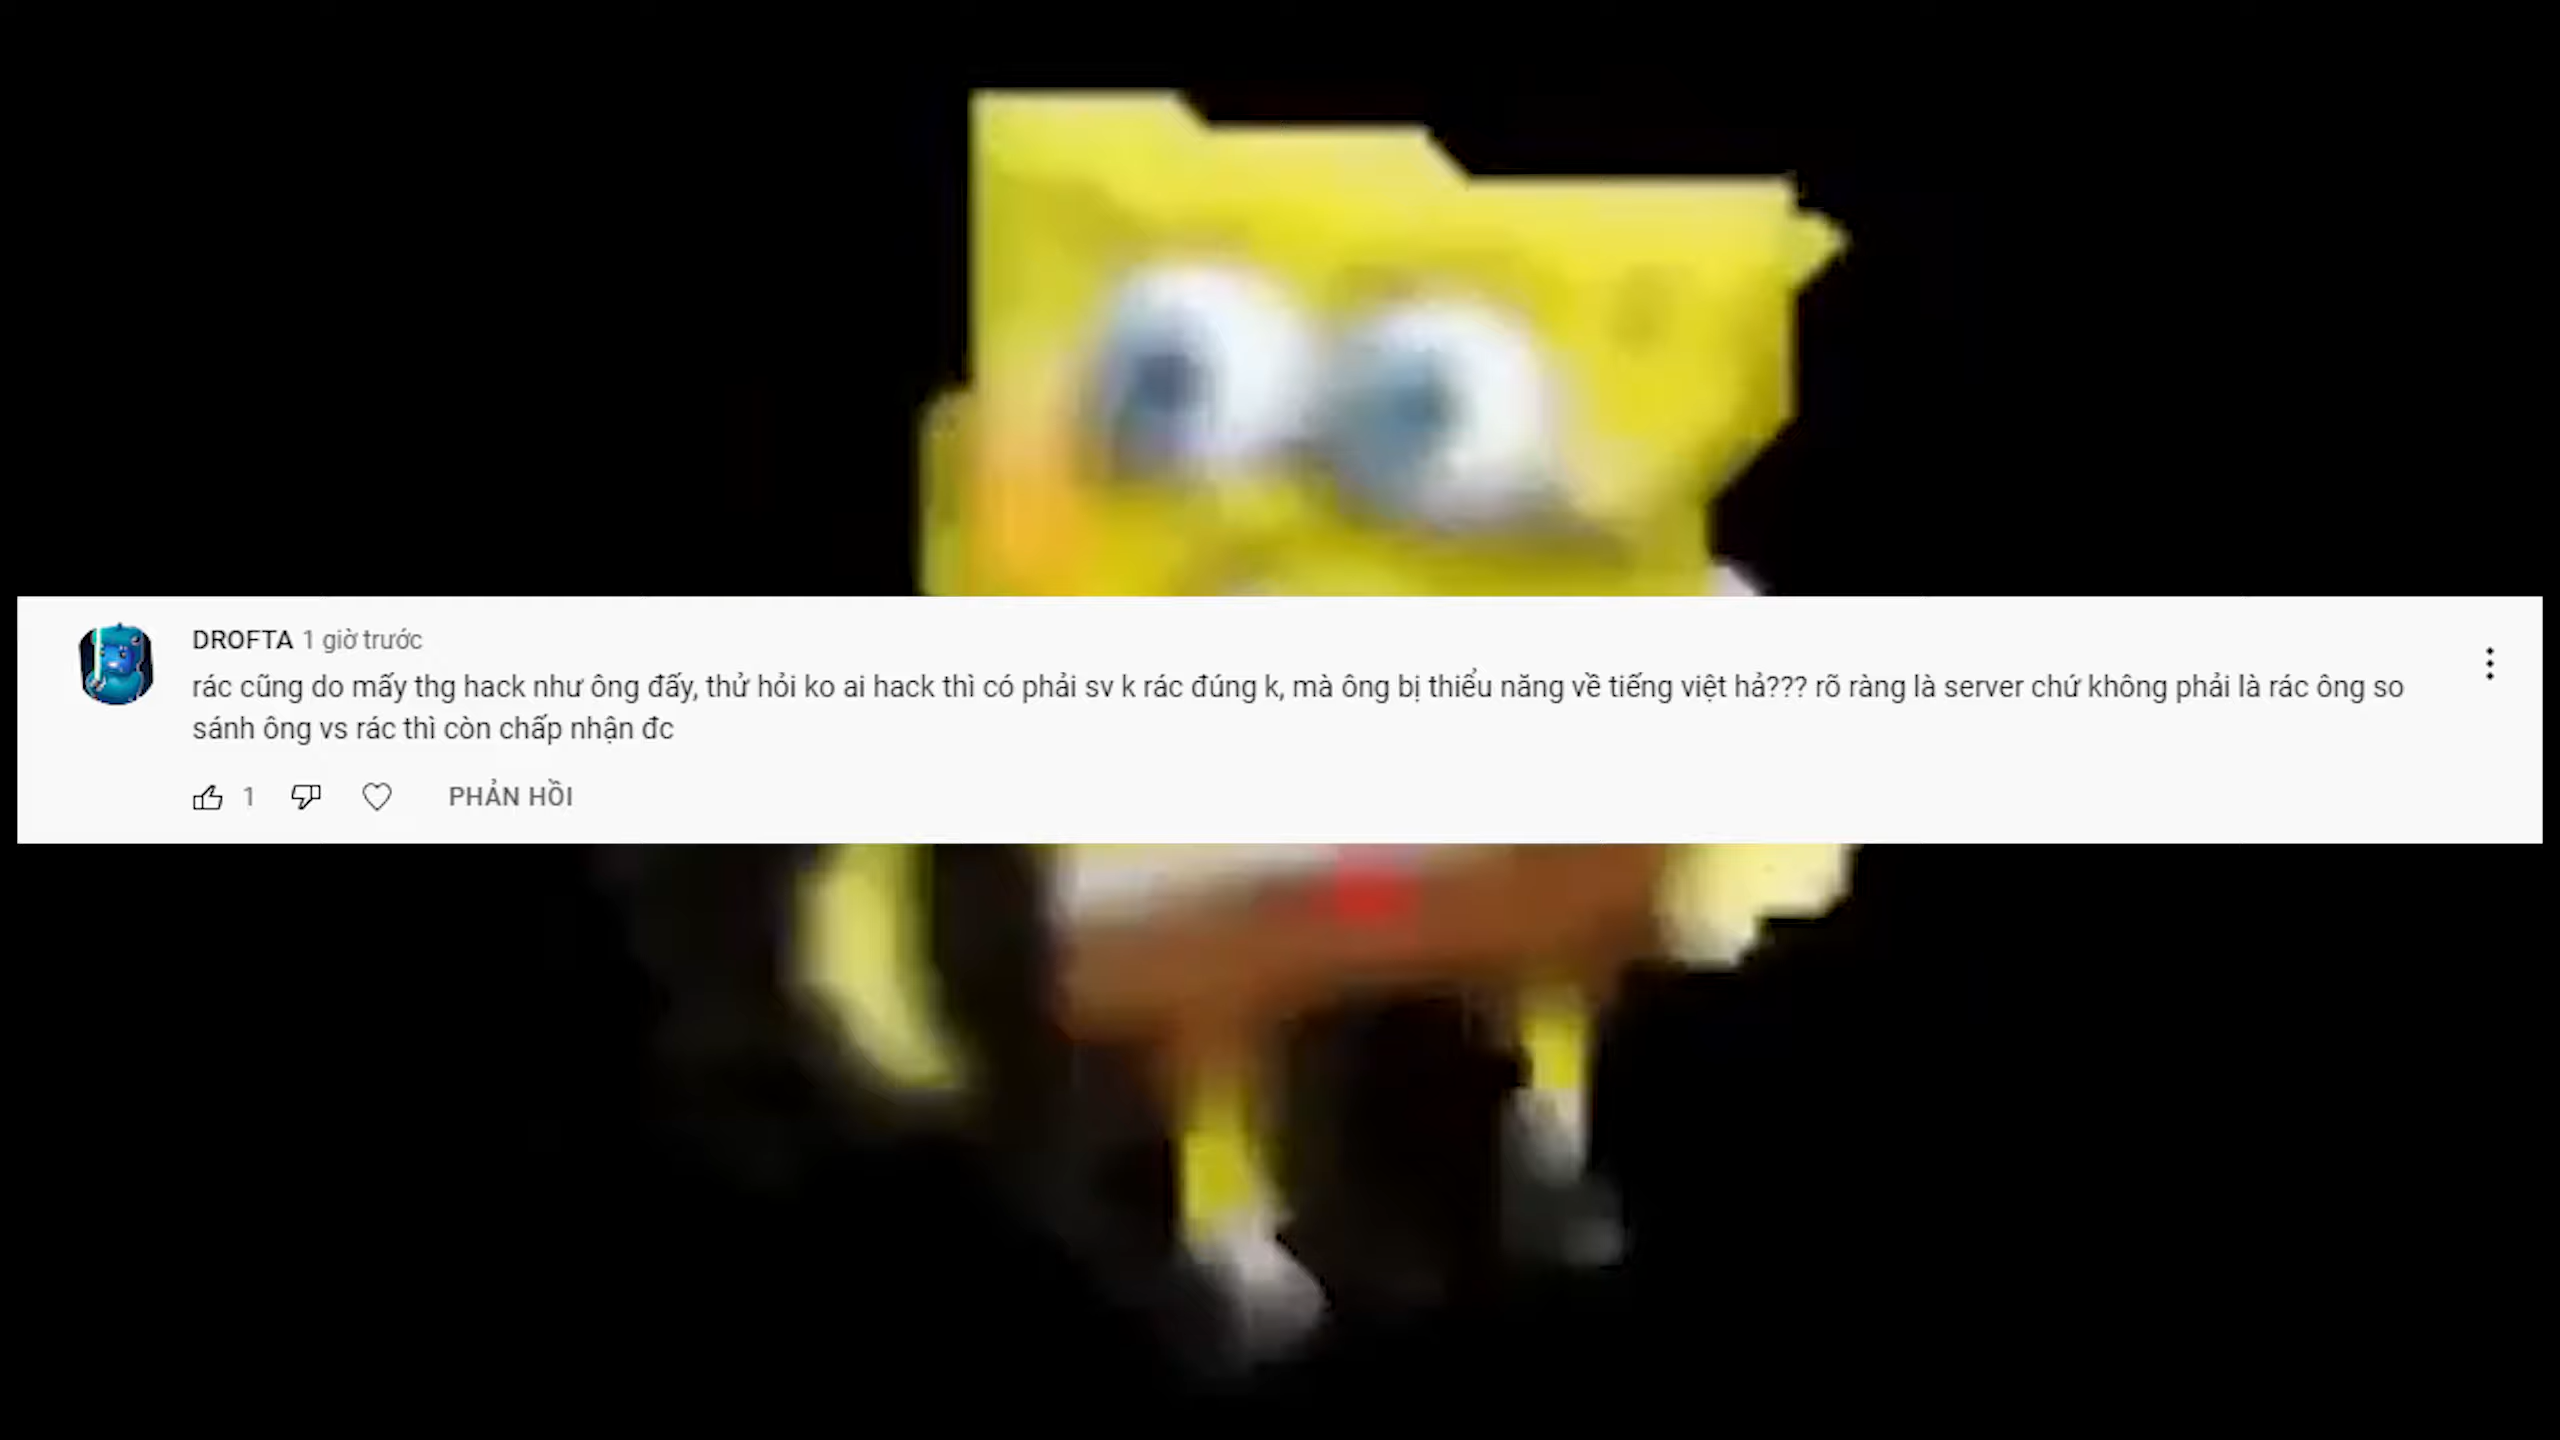 DROFTA 1 giờ trước
rác cũng do mấy thg hack như ông đấy, thử hỏi ko ai hack thì có phải sv k rác đúng k, mà ông bị thiểu năng về tiếng việt hả??? rõ ràng là server chứ không phải là rác ông so
sánh ông vs rác thì còn chấp nhận đc
1 PHẢN HỒI